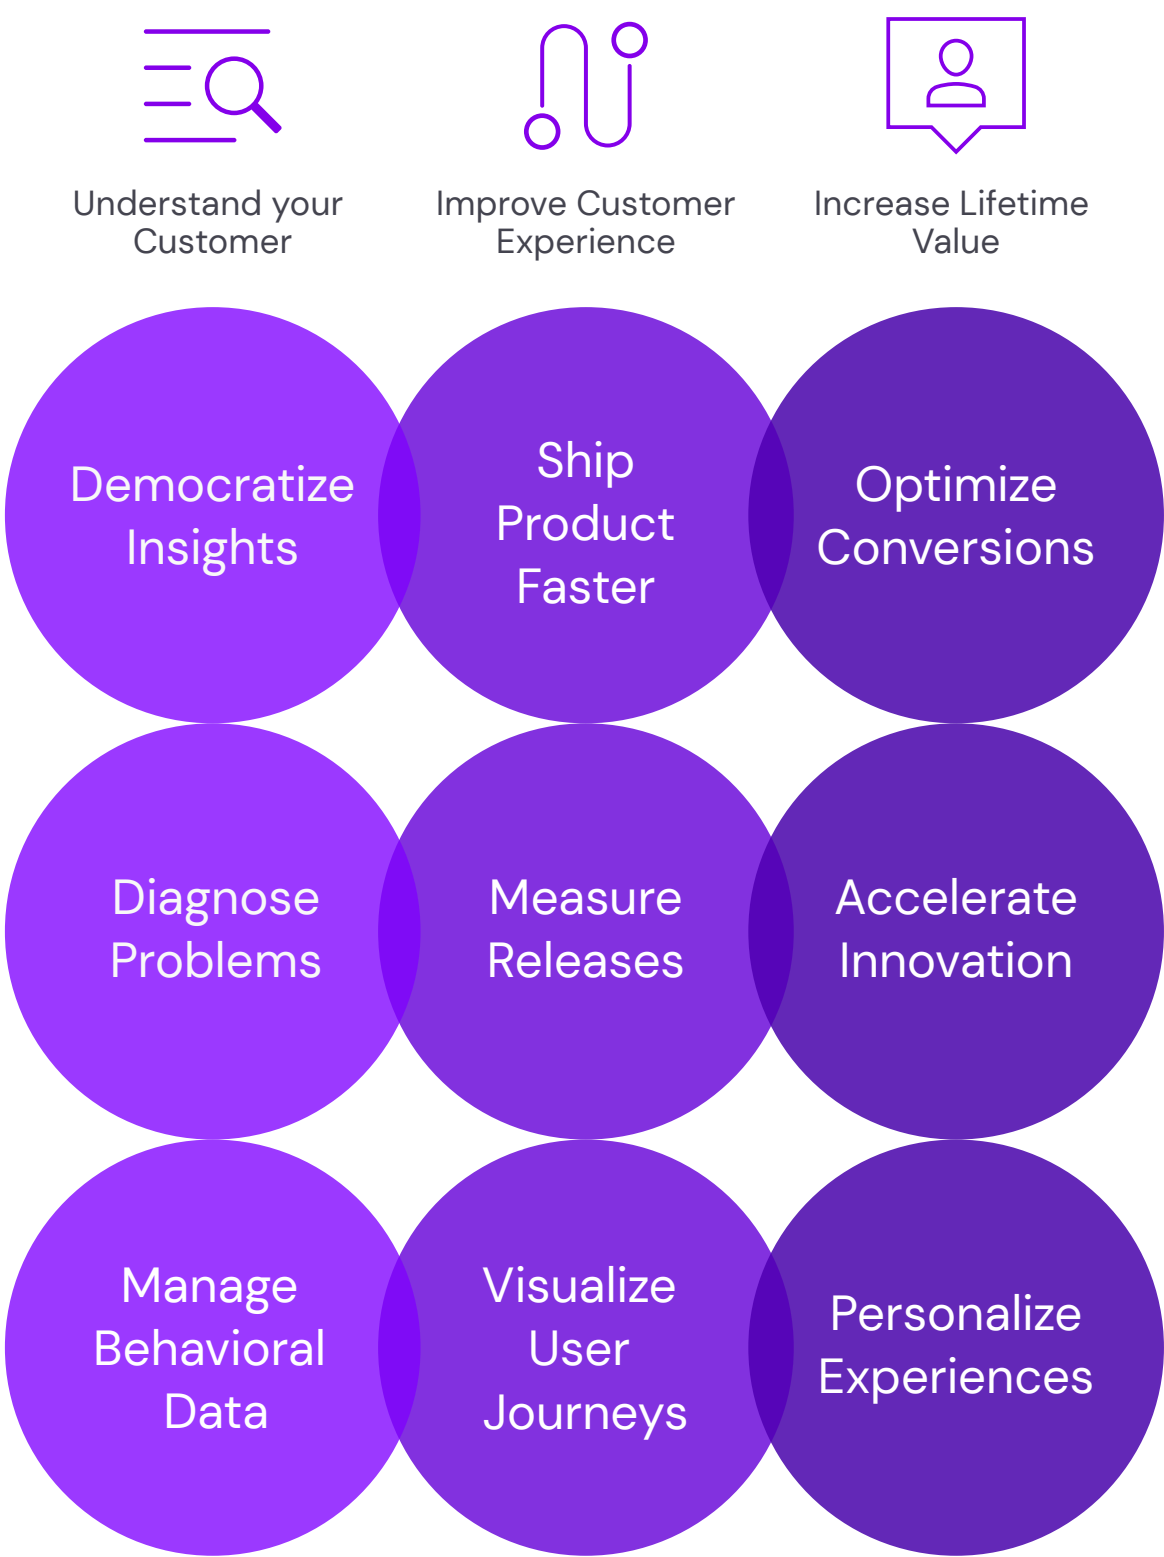 Understand your
Customer
Improve Customer
Experience
Increase Lifetime
Value
Democratize
Insights
Ship
Product
Faster
Optimize
Conversions
Diagnose
Problems
Measure
Releases
Accelerate
Innovation
Manage
Behavioral
Data
Visualize
User
Journeys
Personalize
Experiences